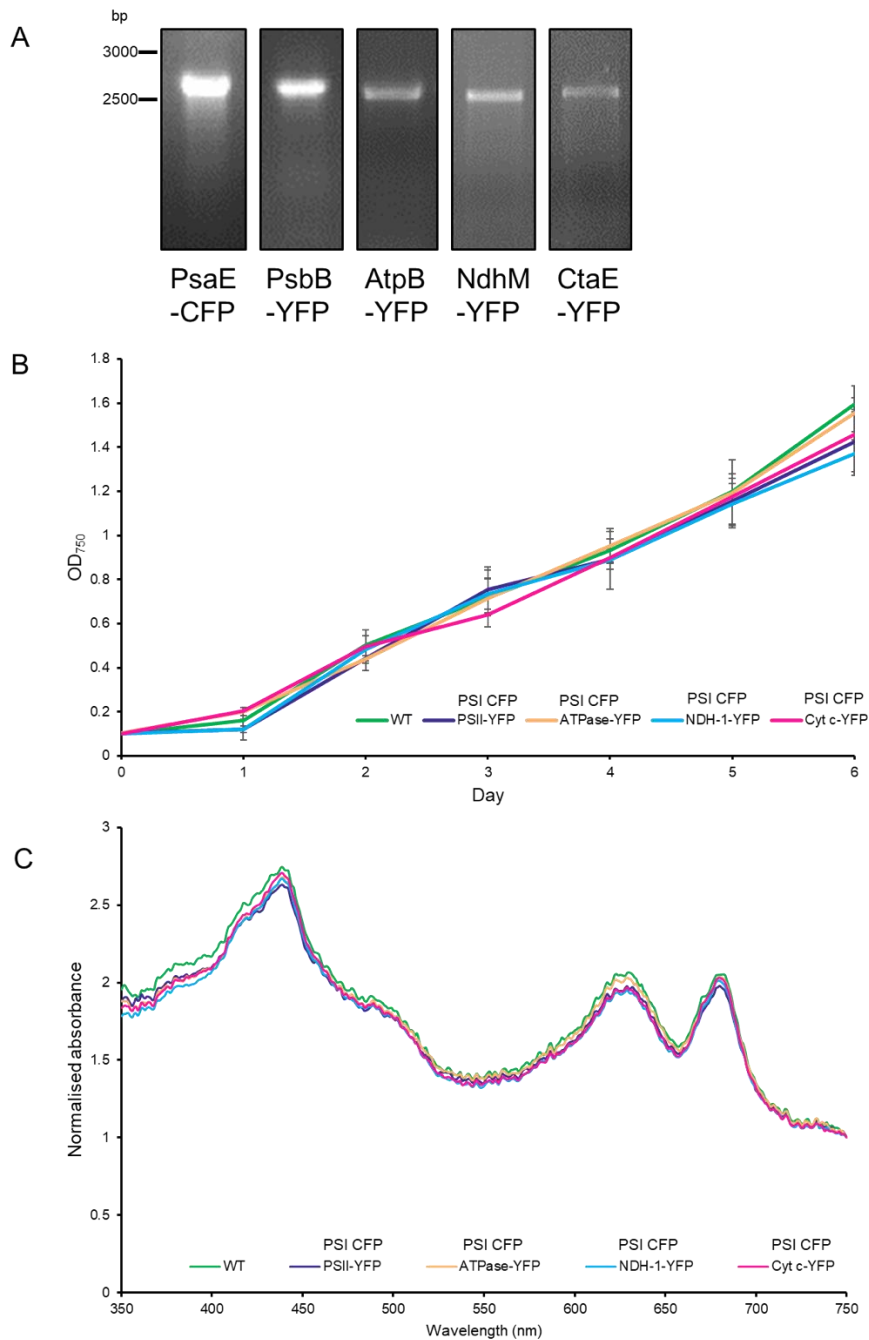 A
bp
3000
2500
PsaE
-CFP
PsbB
-YFP
AtpB
-YFP
NdhM
-YFP
CtaE
-YFP
B
1.8
1.6
1.4
1.2
1
0.8
0.6
0.4
0.2
0
OD750
WT
PSI CFP
PSII-YFP
PSI CFP
ATPase-YFP
PSI CFP
NDH-1-YFP
PSI CFP
Cyt c-YFP
0 1 2 3 4 5 6
Day
C
3
2.5
2
1.5
1
0.5
0
Normalised absorbance
WT
PSI CFP
PSII-YFP
PSI CFP
ATPase-YFP
PSI CFP
NDH-1-YFP
PSI CFP
Cyt c-YFP
350 400 450 500 550 600 650 700 750
Wavelength (nm)